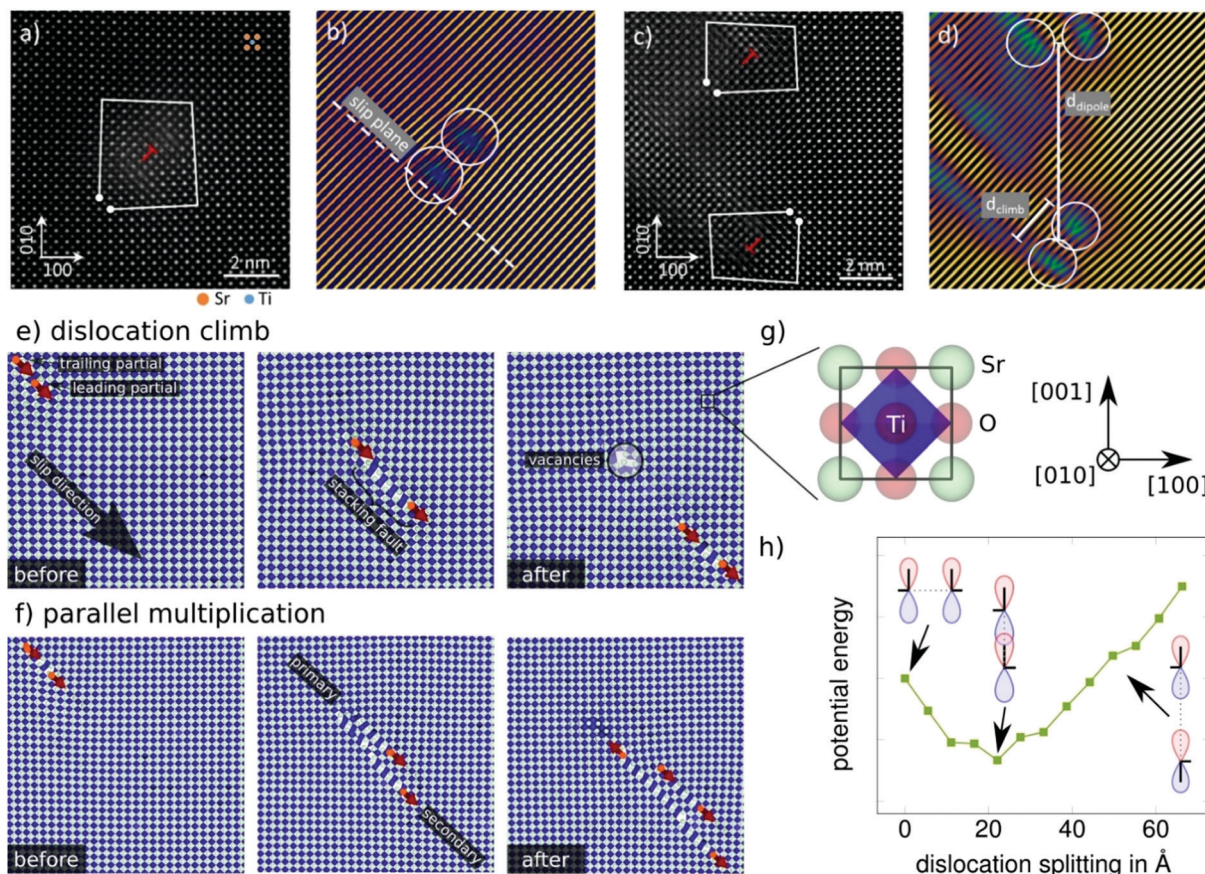 a)
010
100
2 nm
Sr Ti
b)
slip plane
c)
010
100
2 nm
d)
d_dipole
d_climb
e) dislocation climb
trailing partial
leading partial
slip direction
before
stacking fault
vacancies
after
f) parallel multiplication
before
primary
secondary
after
g)
Sr
Ti
O
[001]
[010]
[100]
h)
potential energy
0 20 40 60
dislocation splitting in Å